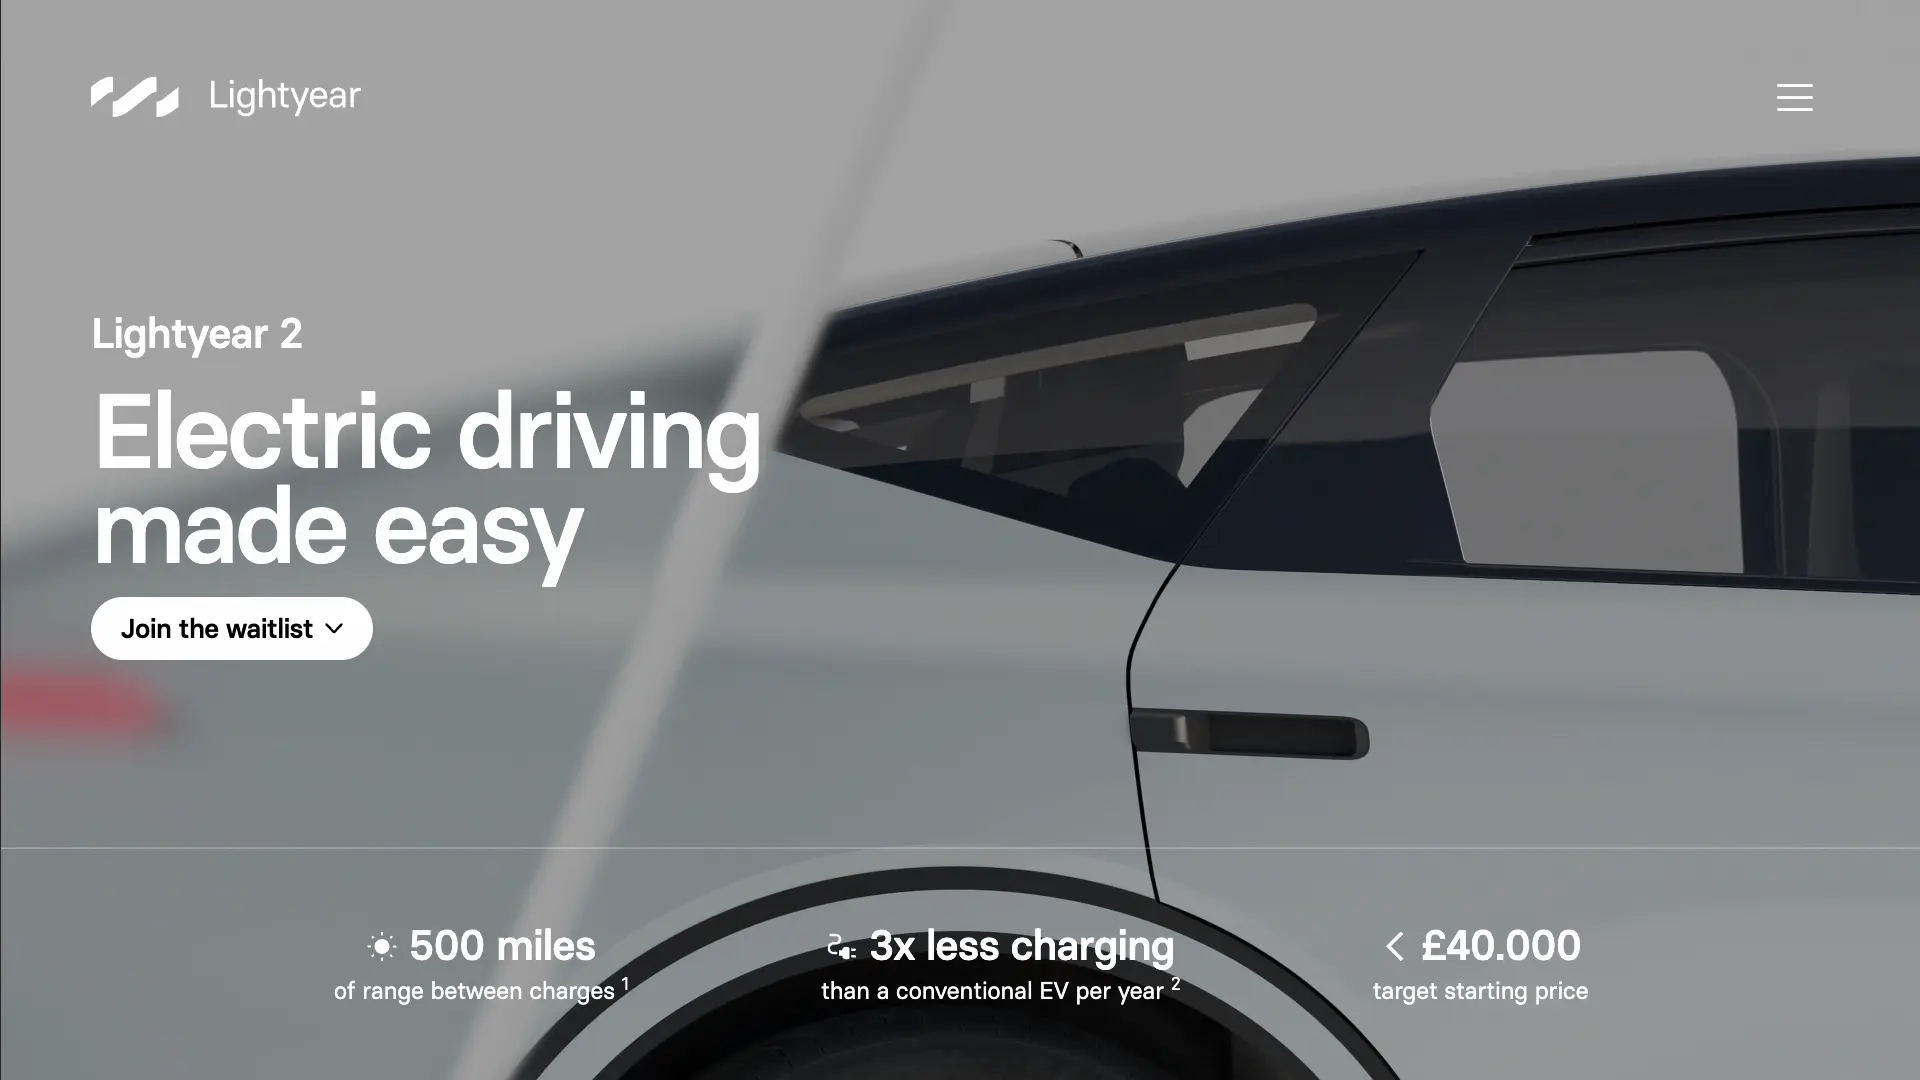 Lightyear
Lightyear 2
Electric driving
made easy
Join the waitlist
500 miles
of range between charges 1
3x less charging
than a conventional EV per year 2
< £40.000
target starting price